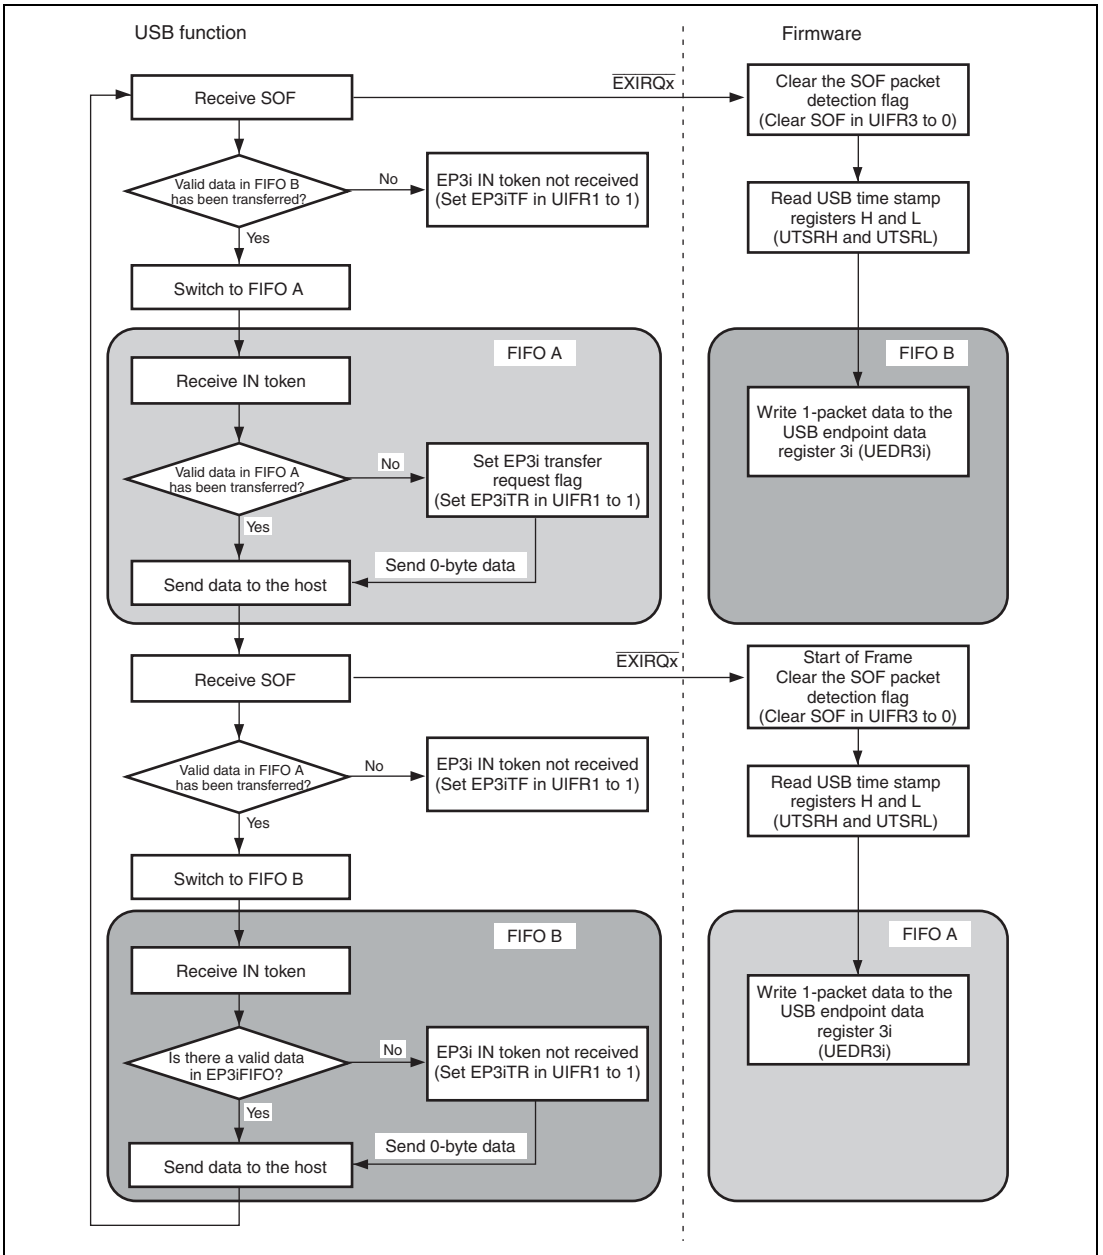 USB function
Firmware
Receive SOF
EXIRQx
Clear the SOF packet
detection flag
(Clear SOF in UIFR3 to 0)
Valid data in FIFO B
has been transferred?
No
EP3i IN token not received
(Set EP3iTF in UIFR1 to 1)
Yes
Read USB time stamp
registers H and L
(UTSRH and UTSRL)
Switch to FIFO A
FIFO A
FIFO B
Receive IN token
Write 1-packet data to the
USB endpoint data
register 3i (UEDR3i)
Valid data in FIFO A
has been transferred?
No
Set EP3i transfer
request flag
(Set EP3iTR in UIFR1 to 1)
Yes
Send 0-byte data
Send data to the host
Receive SOF
EXIRQx
Start of Frame
Clear the SOF packet
detection flag
(Clear SOF in UIFR3 to 0)
Valid data in FIFO A
has been transferred?
No
EP3i IN token not received
(Set EP3iTF in UIFR1 to 1)
Yes
Read USB time stamp
registers H and L
(UTSRH and UTSRL)
Switch to FIFO B
FIFO B
FIFO A
Receive IN token
Write 1-packet data to the
USB endpoint data
register 3i
(UEDR3i)
Is there a valid data
in EP3iFIFO?
No
EP3i IN token not received
(Set EP3iTR in UIFR1 to 1)
Yes
Send 0-byte data
Send data to the host